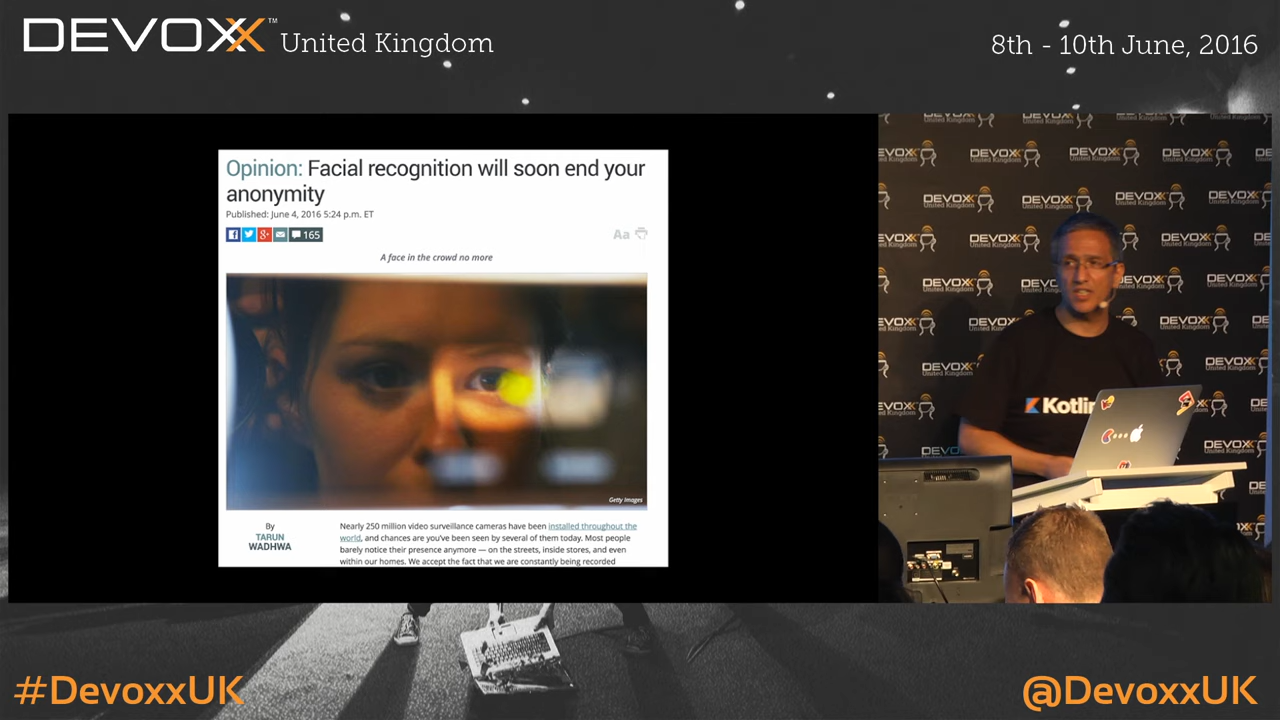 DEVOXX™ United Kingdom
8th - 10th June, 2016
Opinion: Facial recognition will soon end your
anonymity
Published: June 4, 2016 5:24 p.m. ET
165
Aa
A face in the crowd no more
Getty Images
By
TARUN
WADHWA
Nearly 250 million video surveillance cameras have been installed throughout the
world, and chances are you've been seen by several of them today. Most people
barely notice their presence anymore — on the streets, inside stores, and even
within our homes. We accept the fact that we are constantly being recorded
DEVOXX
United Kingdom
Kotlin
#DevoxxUK
@DevoxxUK